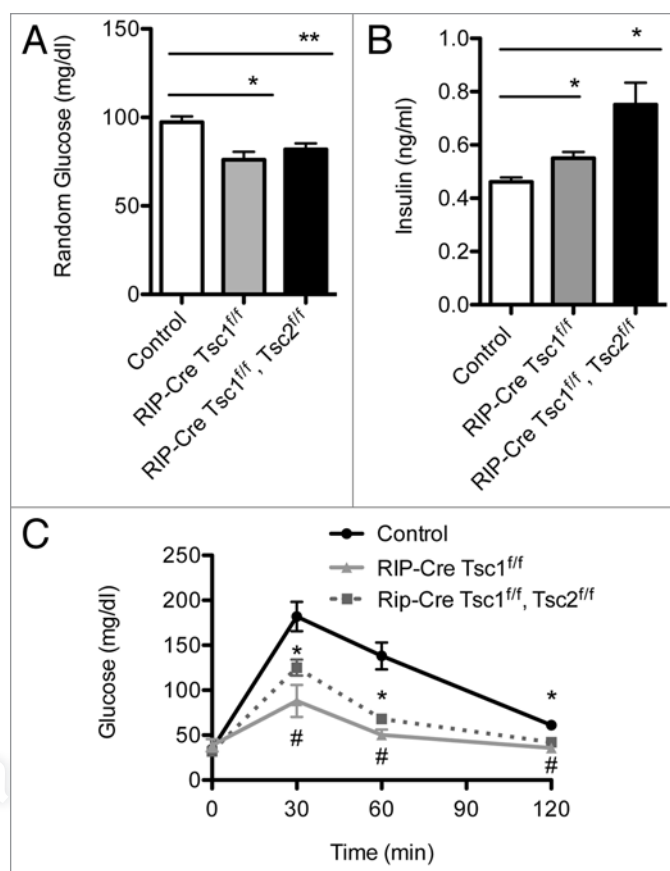 A
Random Glucose (mg/dl)
150
100
50
0
**
*
Control
RIP-Cre Tsc1f/f
RIP-Cre Tsc1f/f, Tsc2f/f
B
Insulin (ng/ml)
1.0
0.8
0.6
0.4
0.2
0.0
*
*
Control
RIP-Cre Tsc1f/f
RIP-Cre Tsc1f/f, Tsc2f/f
C
Control
RIP-Cre Tsc1f/f
Rip-Cre Tsc1f/f, Tsc2f/f
Glucose (mg/dl)
250
200
150
100
50
0
* * *
# # #
0 30 60 90 120
Time (min)